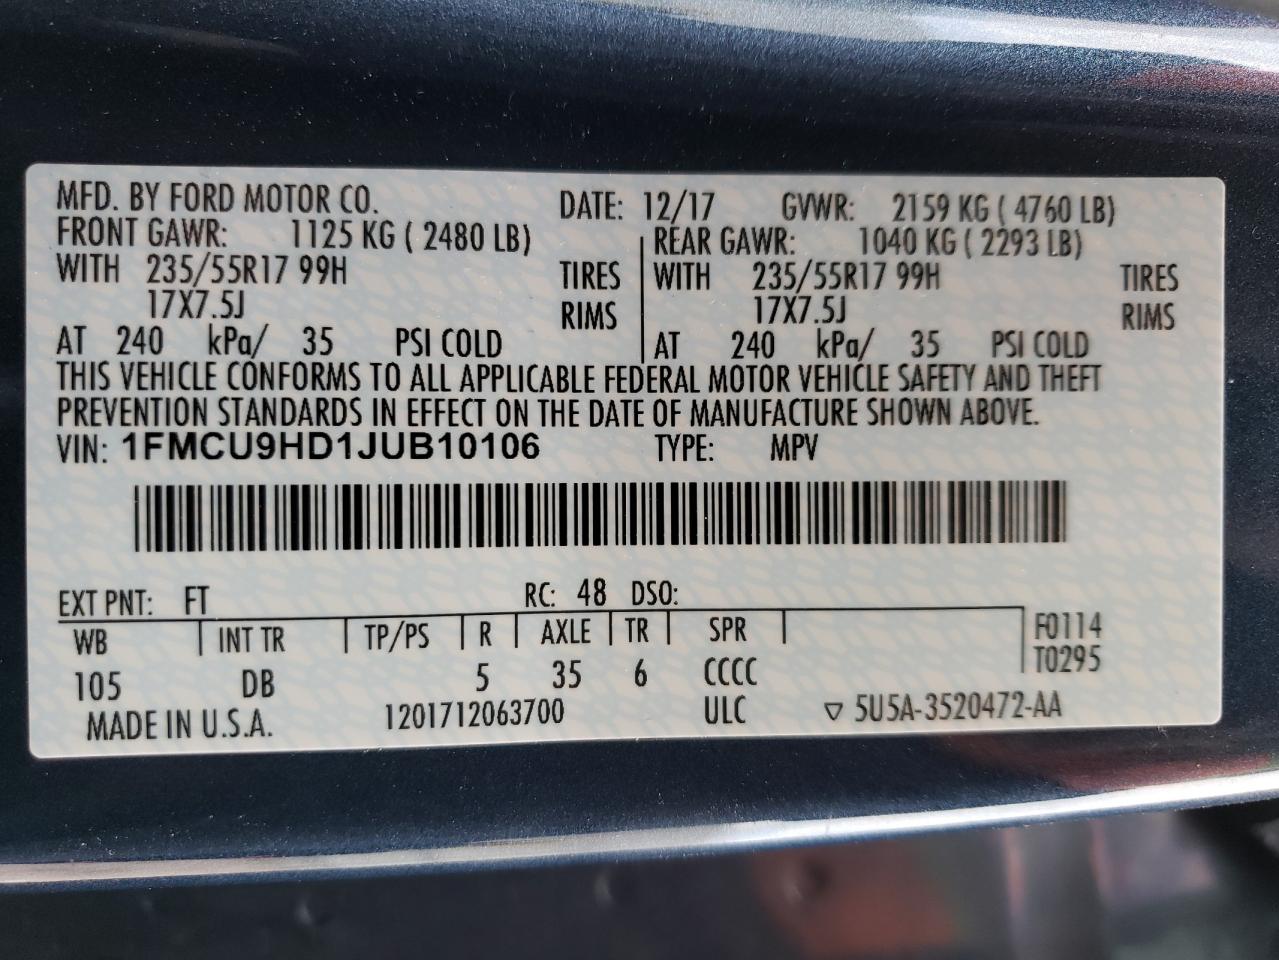 MFD. BY FORD MOTOR CO. DATE: 12/17 GVWR: 2159 KG ( 4760 LB)
FRONT GAWR: 1125 KG ( 2480 LB) REAR GAWR: 1040 KG ( 2293 LB)
WITH 235/55R17 99H TIRES WITH 235/55R17 99H TIRES
17X7.5J RIMS 17X7.5J RIMS
AT 240 kPa/ 35 PSI COLD AT 240 kPa/ 35 PSI COLD
THIS VEHICLE CONFORMS TO ALL APPLICABLE FEDERAL MOTOR VEHICLE SAFETY AND THEFT
PREVENTION STANDARDS IN EFFECT ON THE DATE OF MANUFACTURE SHOWN ABOVE.
VIN: 1FMCU9HD1JUB10106 TYPE: MPV
EXT PNT: FT RC: 48 DSO:
WB INT TR TP/PS R AXLE TR SPR F0114
T0295
105 DB 5 35 6 CCCC
MADE IN U.S.A. 1201712063700 ULC ▽ 5U5A-3520472-AA